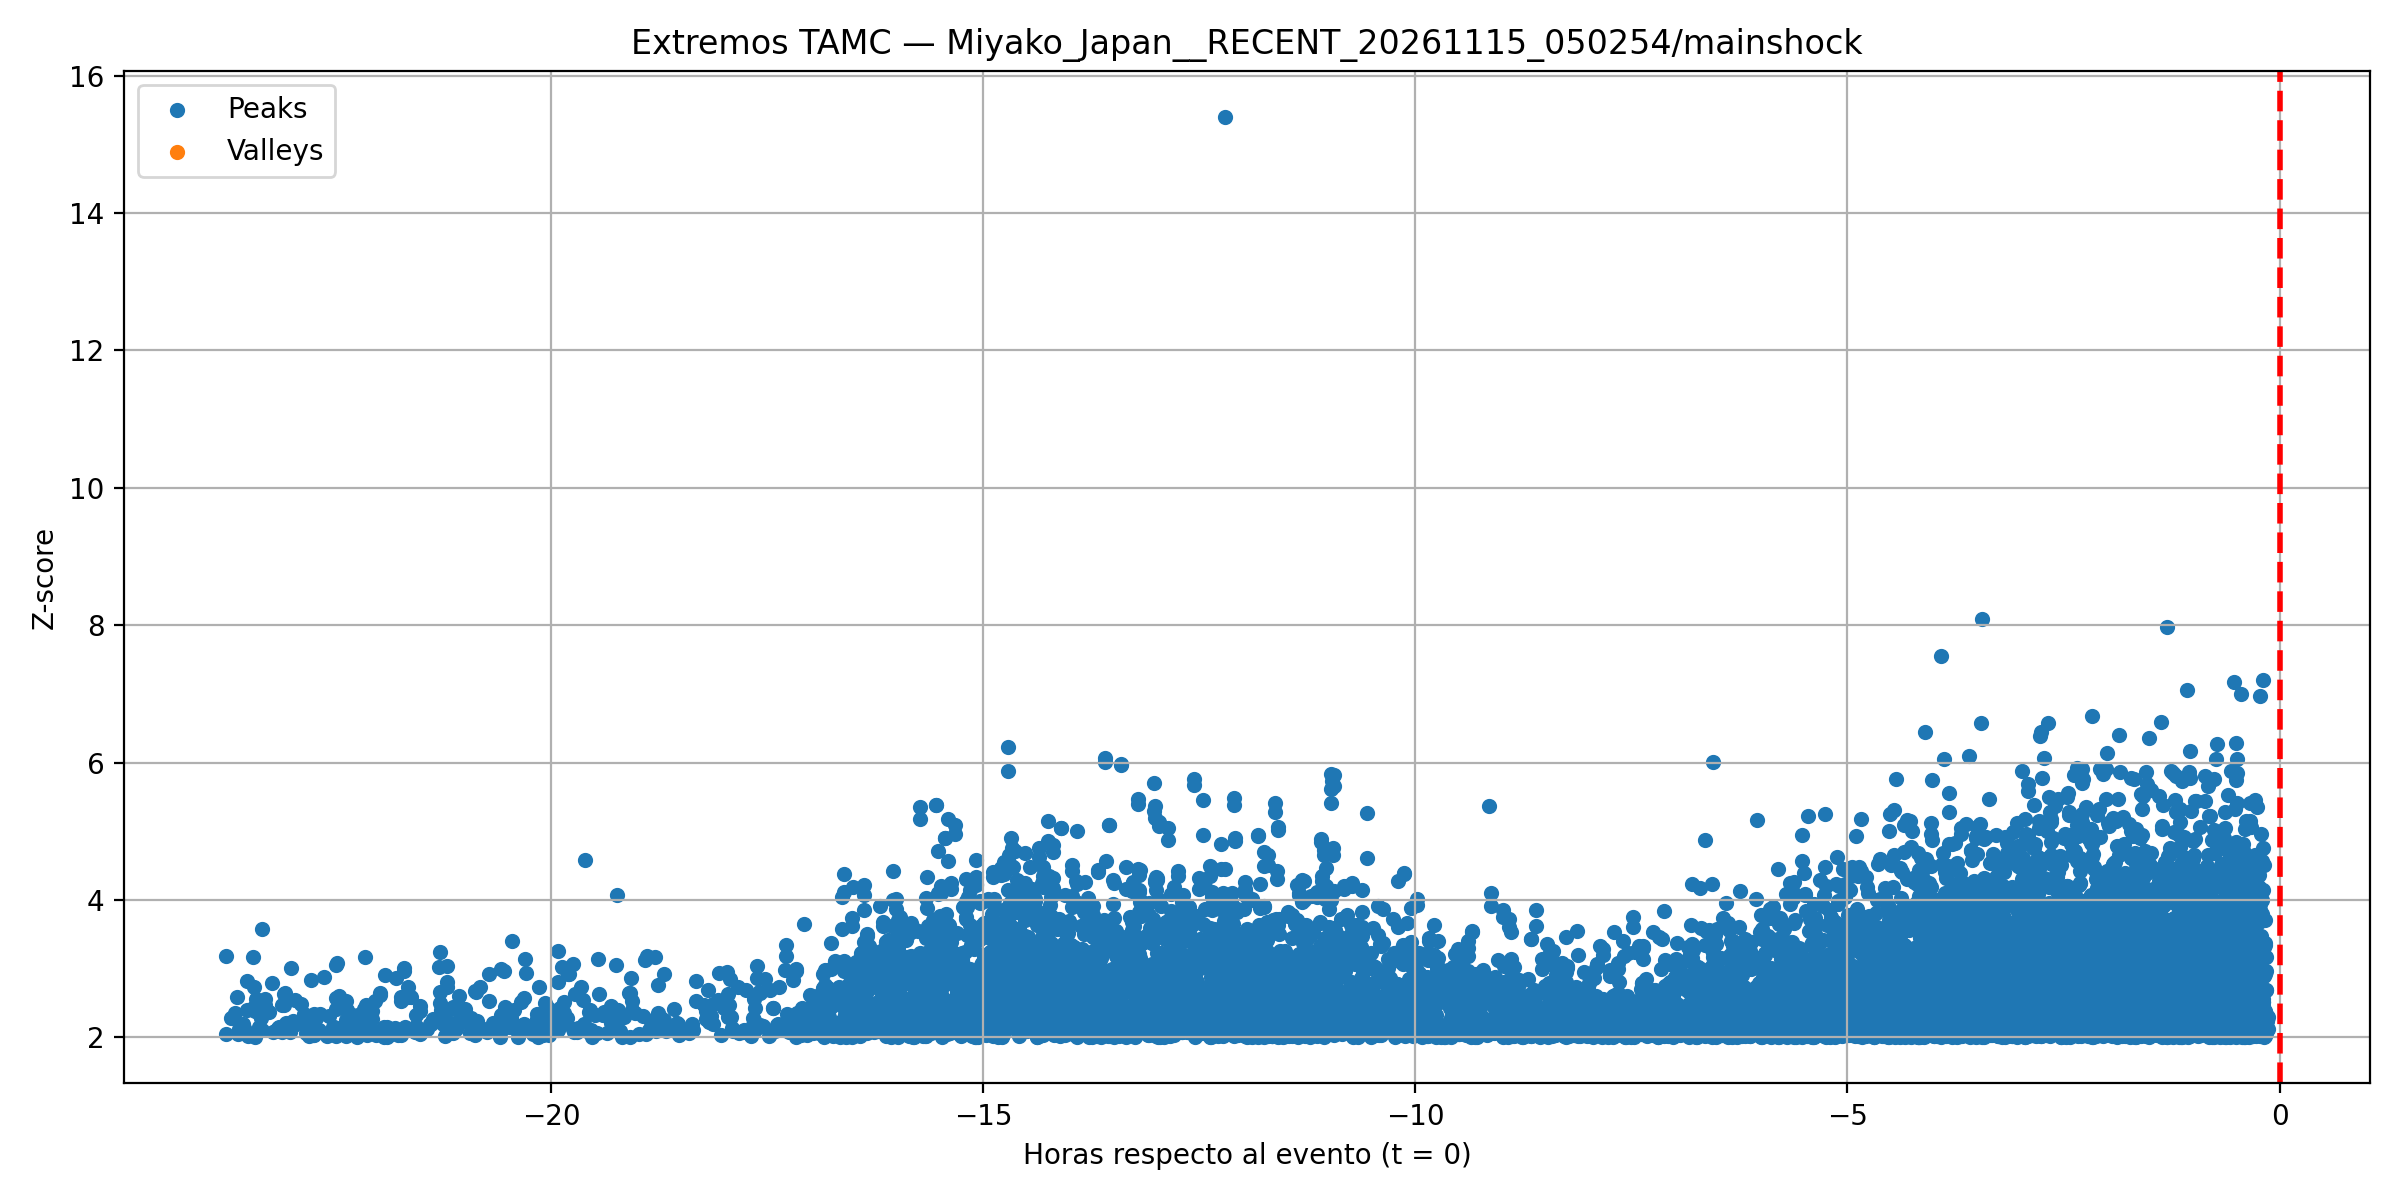 Extremos TAMC — Miyako_Japan__RECENT_20261115_050254/mainshock
Peaks
Valleys
Z-score
16
14
12
10
8
6
4
2
−20
−15
−10
−5
0
Horas respecto al evento (t = 0)